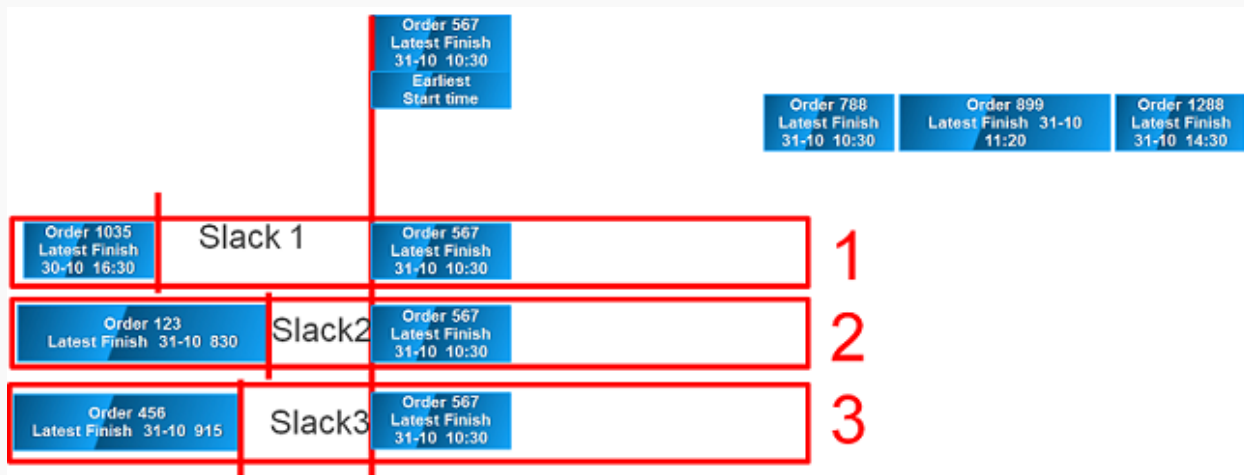 Order 567
Latest Finish
31-10 10:30
Earliest
Start time
Order 788
Latest Finish
31-10 10:30
Order 899
Latest Finish 31-10
11:20
Order 1288
Latest Finish
31-10 14:30
Order 1035
Latest Finish
30-10 16:30
Slack 1
Order 567
Latest Finish
31-10 10:30
1
Order 123
Latest Finish 31-10 830
Slack2
Order 567
Latest Finish
31-10 10:30
2
Order 456
Latest Finish 31-10 915
Slack3
Order 567
Latest Finish
31-10 10:30
3